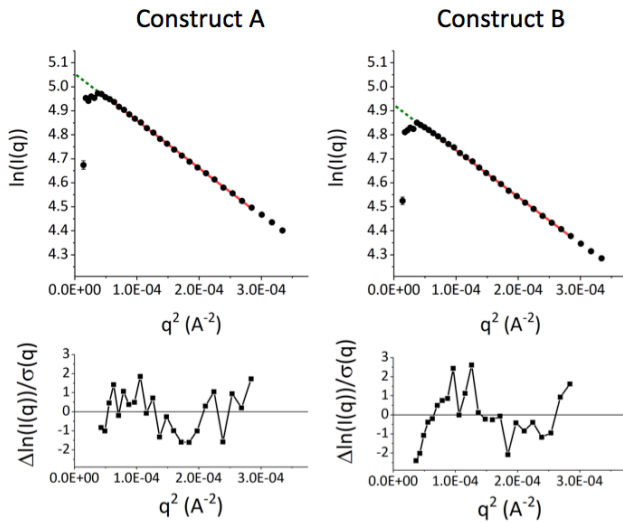 Construct A
Construct B
ln(I(q))
5.1
5.0
4.9
4.8
4.7
4.6
4.5
4.4
4.3
0.0E+00 1.0E-04 2.0E-04 3.0E-04
q² (A⁻²)
ln(I(q))
5.1
5.0
4.9
4.8
4.7
4.6
4.5
4.4
4.3
0.0E+00 1.0E-04 2.0E-04 3.0E-04
q² (A⁻²)
Δln(I(q))/σ(q)
3
2
1
0
-1
-2
0.0E+00 1.0E-04 2.0E-04 3.0E-04
q² (A⁻²)
Δln(I(q))/σ(q)
3
2
1
0
-1
-2
0.0E+00 1.0E-04 2.0E-04 3.0E-04
q² (A⁻²)